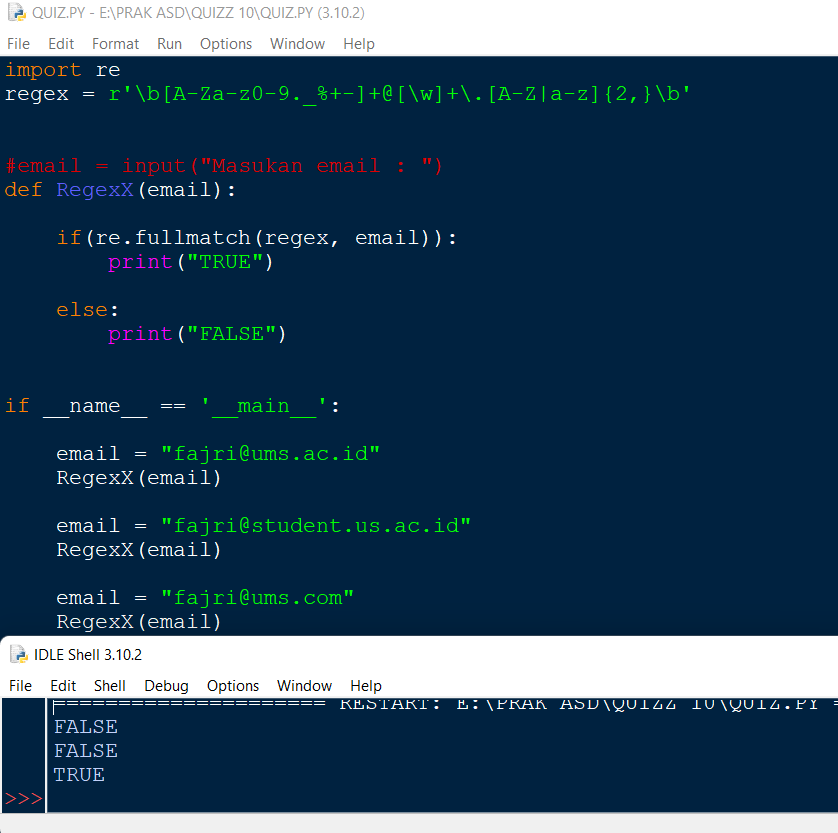 QUIZ.PY - E:\PRAK ASD\QUIZZ 10\QUIZ.PY (3.10.2)
File Edit Format Run Options Window Help
import re
regex = r'\b[A-Za-z0-9._%+-]+@[\w]+\.[A-Z|a-z]{2,}\b'
#email = input("Masukan email : ")
def RegexX(email):
if(re.fullmatch(regex, email)):
print("TRUE")
else:
print("FALSE")
if __name__ == '__main__':
email = "fajri@ums.ac.id"
RegexX(email)
email = "fajri@student.us.ac.id"
RegexX(email)
email = "fajri@ums.com"
RegexX(email)
IDLE Shell 3.10.2
File Edit Shell Debug Options Window Help
===================== RESTART: E:\PRAK ASD\QUIZZ 10\QUIZ.PY =
FALSE
FALSE
TRUE
>>>